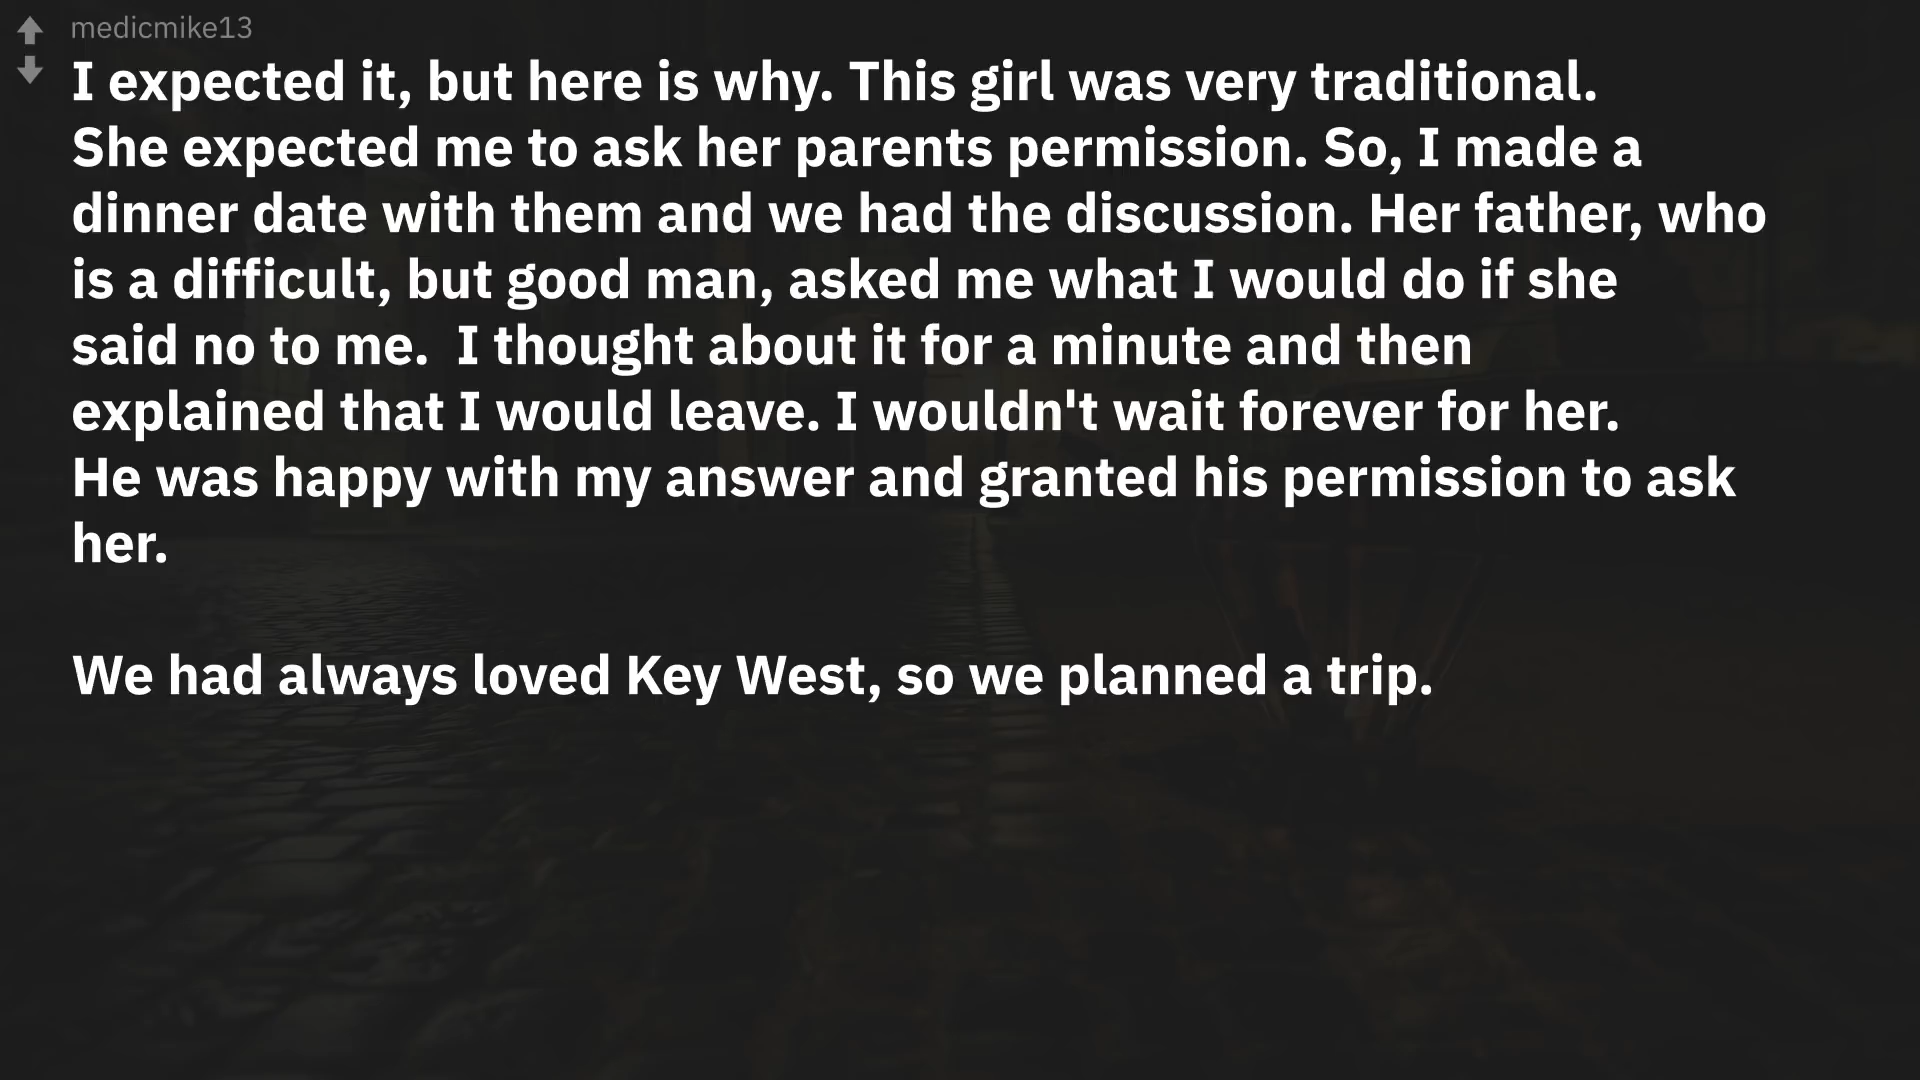 medicmike13
I expected it, but here is why. This girl was very traditional.
She expected me to ask her parents permission. So, I made a
dinner date with them and we had the discussion. Her father, who
is a difficult, but good man, asked me what I would do if she
said no to me.  I thought about it for a minute and then
explained that I would leave. I wouldn't wait forever for her.
He was happy with my answer and granted his permission to ask
her.
We had always loved Key West, so we planned a trip.